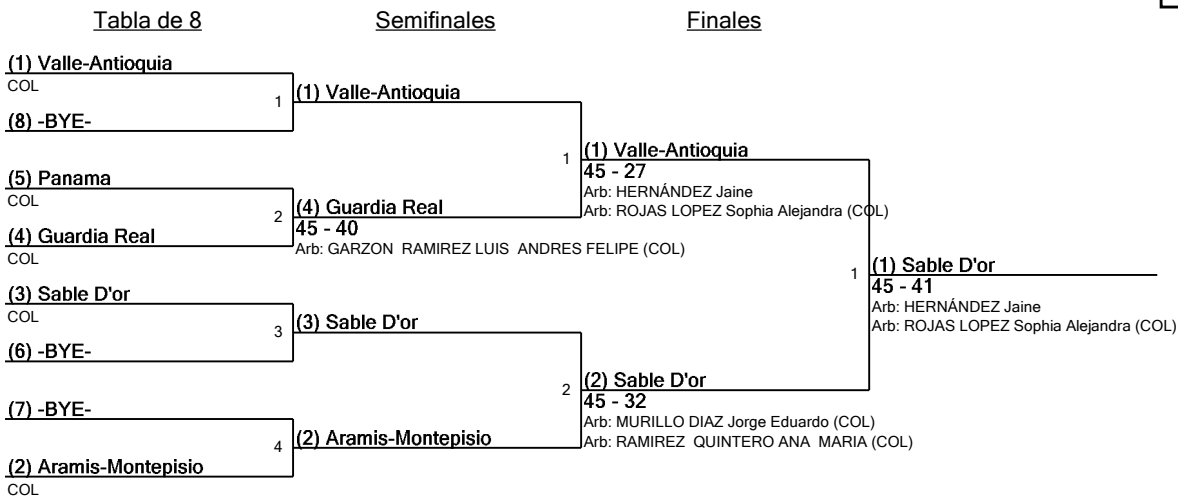 Tabla de 8
Semifinales
Finales
(1) Valle-Antioquia
COL
1
(8) -BYE-
(1) Valle-Antioquia
(5) Panama
COL
2
(4) Guardia Real
COL
(4) Guardia Real
45 - 40
Arb: GARZON RAMIREZ LUIS ANDRES FELIPE (COL)
1
(1) Valle-Antioquia
45 - 27
Arb: HERNÁNDEZ Jaine
Arb: ROJAS LOPEZ Sophia Alejandra (COL)
(3) Sable D'or
COL
3
(6) -BYE-
(3) Sable D'or
(7) -BYE-
4
(2) Aramis-Montepisio
COL
(2) Aramis-Montepisio
2
(2) Sable D'or
45 - 32
Arb: MURILLO DIAZ Jorge Eduardo (COL)
Arb: RAMIREZ QUINTERO ANA MARIA (COL)
1
(1) Sable D'or
45 - 41
Arb: HERNÁNDEZ Jaine
Arb: ROJAS LOPEZ Sophia Alejandra (COL)